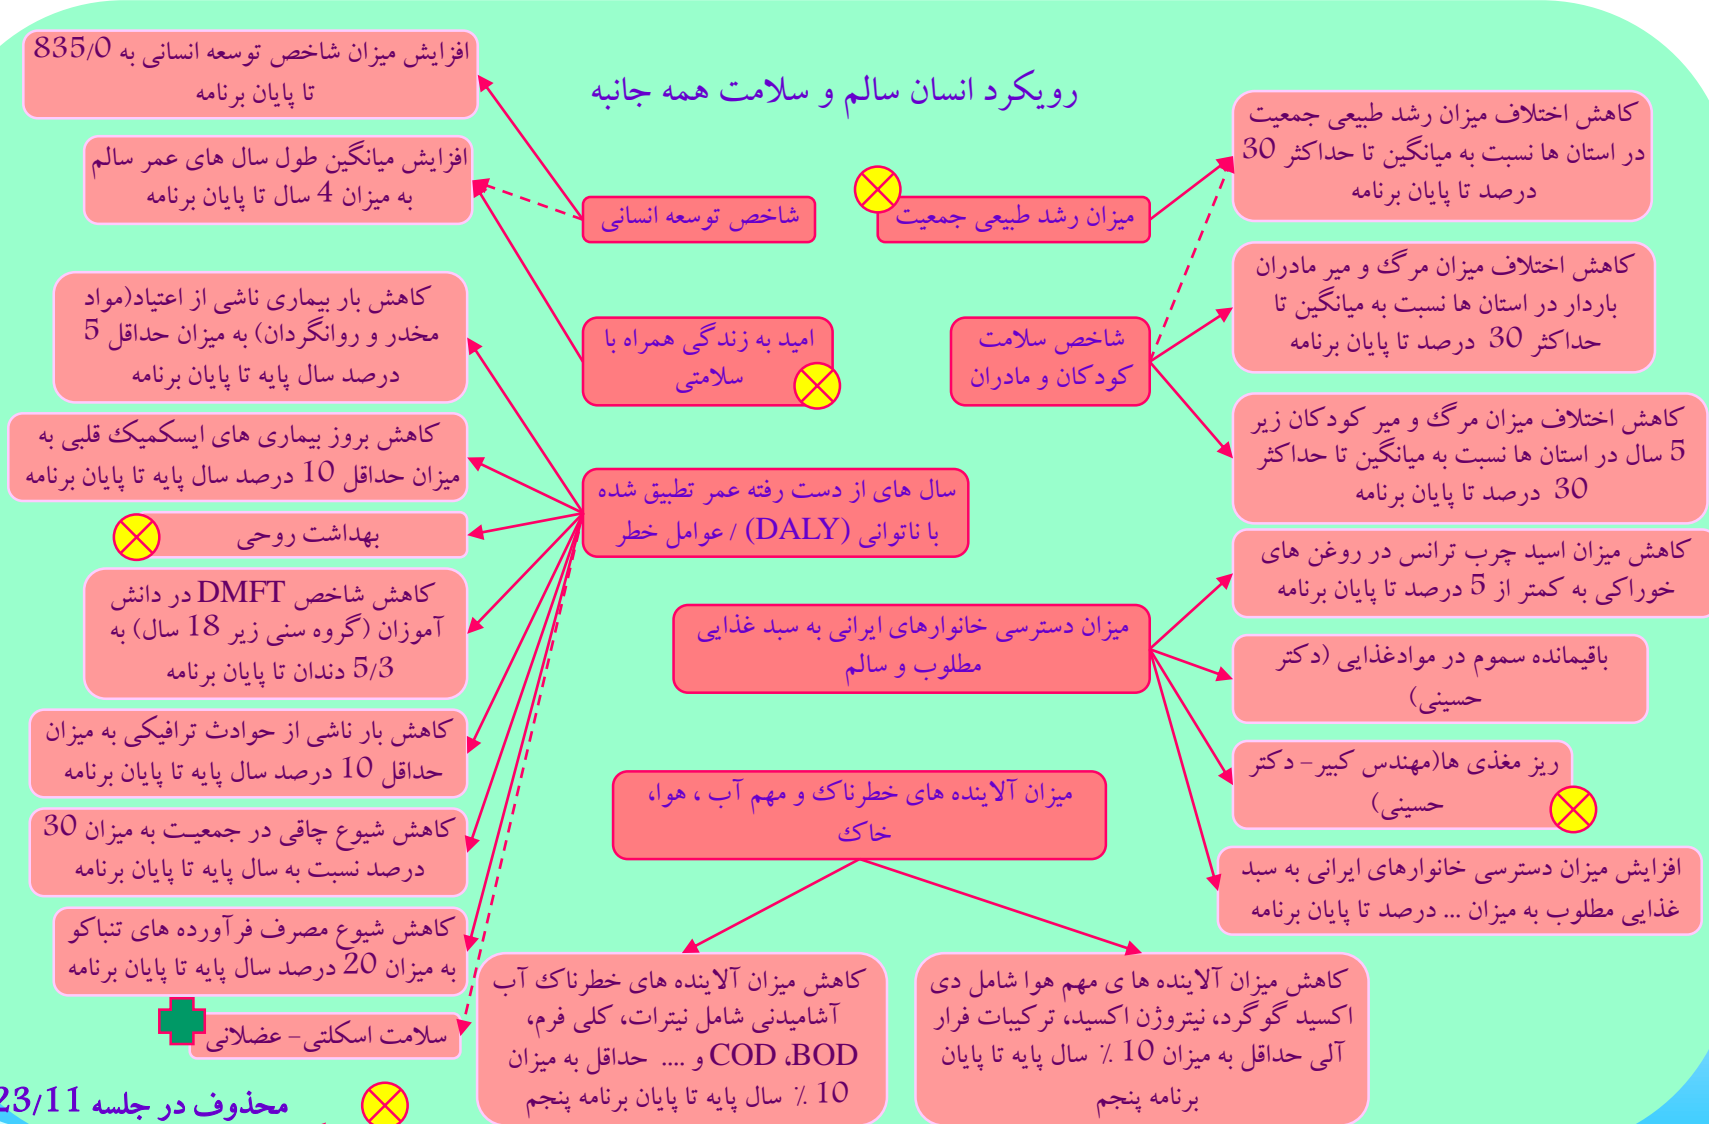 رویکرد انسان سالم و سلامت همه جانبه
کاهش اختلاف میزان رشد طبیعی جمعیت
در استان ها نسبت به میانگین تا حداکثر 30
درصد تا پایان برنامه
کاهش اختلاف میزان مرگ و میر مادران
باردار در استان ها نسبت به میانگین تا
حداکثر 30 درصد تا پایان برنامه
کاهش اختلاف میزان مرگ و میر کودکان زیر
5 سال در استان ها نسبت به میانگین تا حداکثر
30 درصد تا پایان برنامه
کاهش میزان اسید چرب ترانس در روغن های
خوراکی به کمتر از 5 درصد تا پایان برنامه
باقیمانده سموم در موادغذایی (دکتر
حسینی)
ریز مغذی ها(مهندس کبیر- دکتر
حسینی)
افزایش میزان دسترسی خانوارهای ایرانی به سبد
غذایی مطلوب به میزان ... درصد تا پایان برنامه
میزان رشد طبیعی جمعیت
شاخص سلامت
کودکان و مادران
شاخص توسعه انسانی
امید به زندگی همراه با
سلامتی
سال های از دست رفته عمر تطبیق شده
با ناتوانی (DALY) / عوامل خطر
میزان دسترسی خانوارهای ایرانی به سبد غذایی
مطلوب و سالم
میزان آلاینده های خطرناک و مهم آب ، هوا،
خاک
کاهش میزان آلاینده ها ی مهم هوا شامل دی
اکسید گوگرد، نیتروژن اکسید، ترکیبات فرار
آلی حداقل به میزان 10 ٪ سال پایه تا پایان
برنامه پنجم
کاهش میزان آلاینده های خطرناک آب
آشامیدنی شامل نیترات، کلی فرم،
COD ،BOD و .... حداقل به میزان
10 ٪ سال پایه تا پایان برنامه پنجم
افزایش میزان شاخص توسعه انسانی به 835/0
تا پایان برنامه
افزایش میانگین طول سال های عمر سالم
به میزان 4 سال تا پایان برنامه
کاهش بار بیماری ناشی از اعتیاد(مواد
مخدر و روانگردان) به میزان حداقل 5
درصد سال پایه تا پایان برنامه
کاهش بروز بیماری های ایسکمیک قلبی به
میزان حداقل 10 درصد سال پایه تا پایان برنامه
بهداشت روحی
کاهش شاخص DMFT در دانش
آموزان (گروه سنی زیر 18 سال) به
5/3 دندان تا پایان برنامه
کاهش بار ناشی از حوادث ترافیکی به میزان
حداقل 10 درصد سال پایه تا پایان برنامه
کاهش شیوع چاقی در جمعیت به میزان 30
درصد نسبت به سال پایه تا پایان برنامه
کاهش شیوع مصرف فرآورده های تنباکو
به میزان 20 درصد سال پایه تا پایان برنامه
سلامت اسکلتی- عضلانی
محذوف در جلسه 23/11